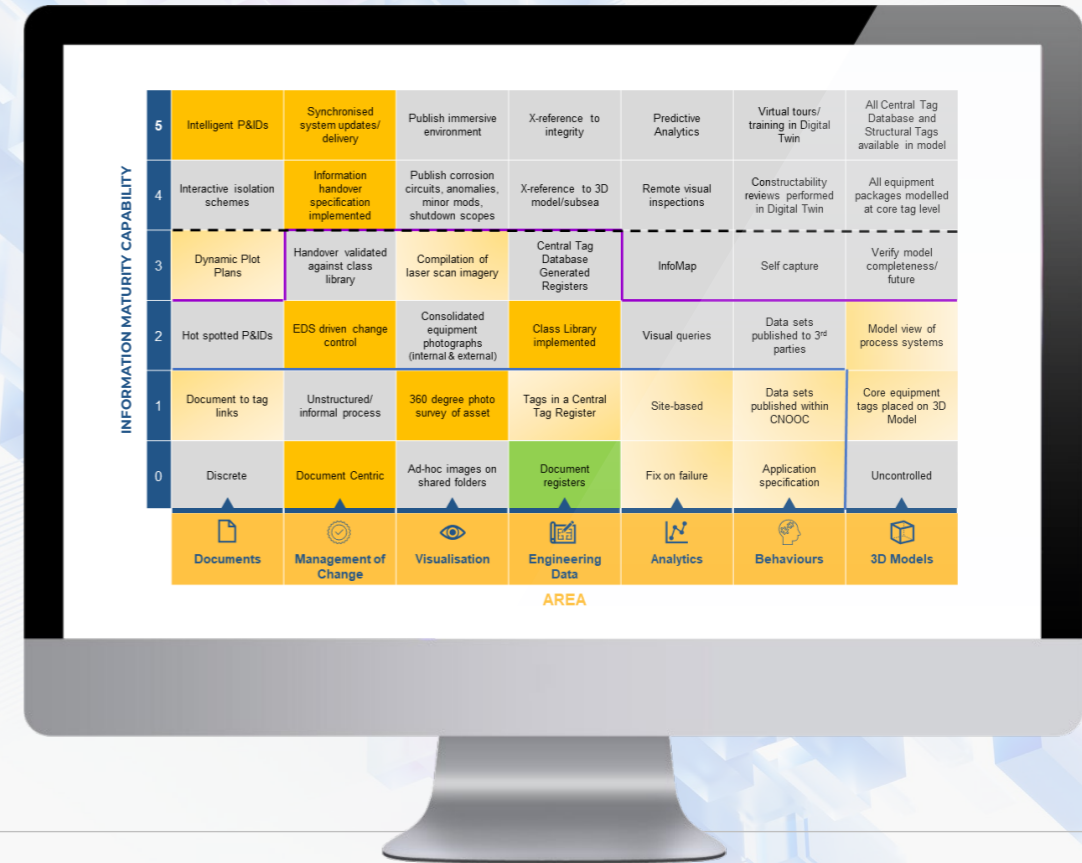 INFORMATION MATURITY CAPABILITY
5
Intelligent P&IDs
Synchronised
system updates/
delivery
Publish immersive
environment
X-reference to
integrity
Predictive
Analytics
Virtual tours/
training in Digital
Twin
All Central Tag
Database and
Structural Tags
available in model
4
Interactive isolation
schemes
Information
handover
specification
implemented
Publish corrosion
circuits, anomalies,
minor mods,
shutdown scopes
X-reference to 3D
model/subsea
Remote visual
inspections
Constructability
reviews performed
in Digital Twin
All equipment
packages modelled
at core tag level
3
Dynamic Plot
Plans
Handover validated
against class
library
Compilation of
laser scan imagery
Central Tag
Database
Generated
Registers
InfoMap
Self capture
Verify model
completeness/
future
2
Hot spotted P&IDs
EDS driven change
control
Consolidated
equipment
photographs
(internal & external)
Class Library
implemented
Visual queries
Data sets
published to 3rd
parties
Model view of
process systems
1
Document to tag
links
Unstructured/
informal process
360 degree photo
survey of asset
Tags in a Central
Tag Register
Site-based
Data sets
published within
CNOOC
Core equipment
tags placed on 3D
Model
0
Discrete
Document Centric
Ad-hoc images on
shared folders
Document
registers
Fix on failure
Application
specification
Uncontrolled
Documents
Management of
Change
Visualisation
Engineering
Data
Analytics
Behaviours
3D Models
AREA